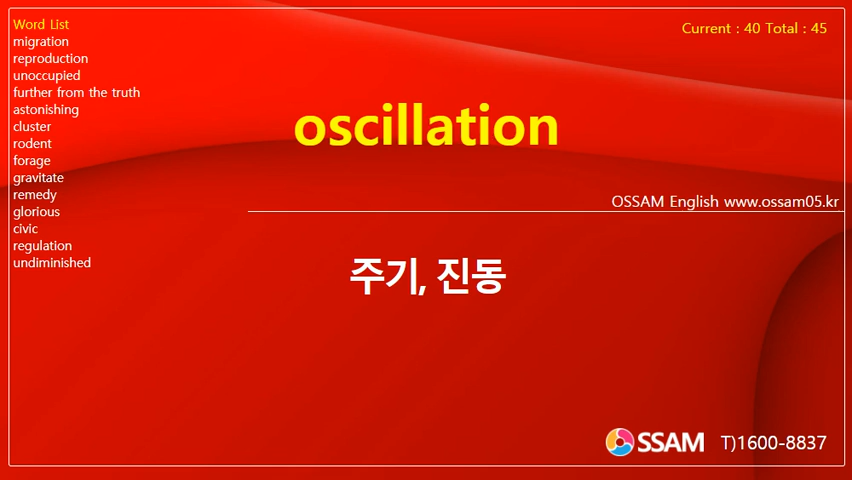 Word List
migration
reproduction
unoccupied
further from the truth
astonishing
cluster
rodent
forage
gravitate
remedy
glorious
civic
regulation
undiminished
Current : 40 Total : 45
oscillation
OSSAM English www.ossam05.kr
주기, 진동
OSSAM T)1600-8837